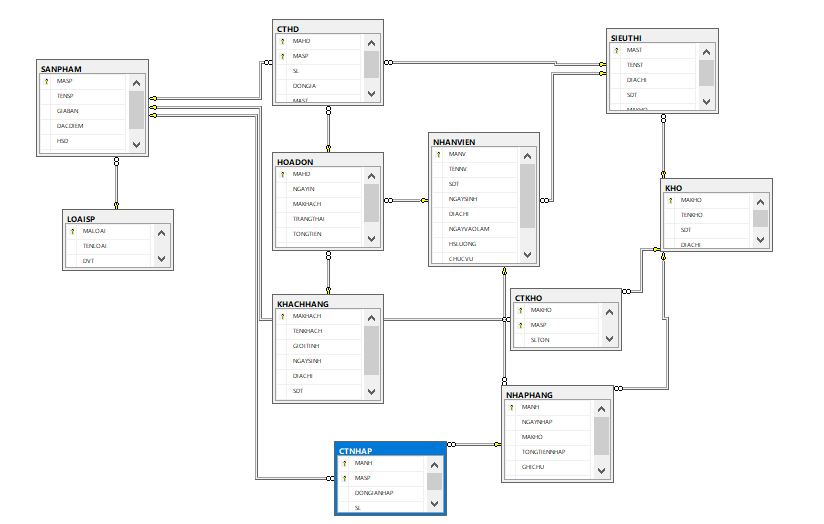 CTHD
MAHD
MASP
SL
DONGIA
MAST
SIEUTHI
MAST
TENST
DIACHI
SDT
MAKHO
SANPHAM
MASP
TENSP
GIABAN
DACDIEM
HSD
NHANVIEN
MANV
TENNV
SDT
NGAYSINH
DIACHI
NGAYVAOLAM
HSLUONG
CHUCVU
HOADON
MAHD
NGAYIN
MAKHACH
TRANGTHAI
TONGTIEN
KHO
MAKHO
TENKHO
SDT
DIACHI
LOAISP
MALOAI
TENLOAI
DVT
KHACHHANG
MAKHACH
TENKHACH
GIOITINH
NGAYSINH
DIACHI
SDT
CTKHO
MAKHO
MASP
SLTON
NHAPHANG
MANH
NGAYNHAP
MAKHO
TONGTIENNHAP
GHICHU
CTNHAP
MANH
MASP
DONGIANHAP
SL